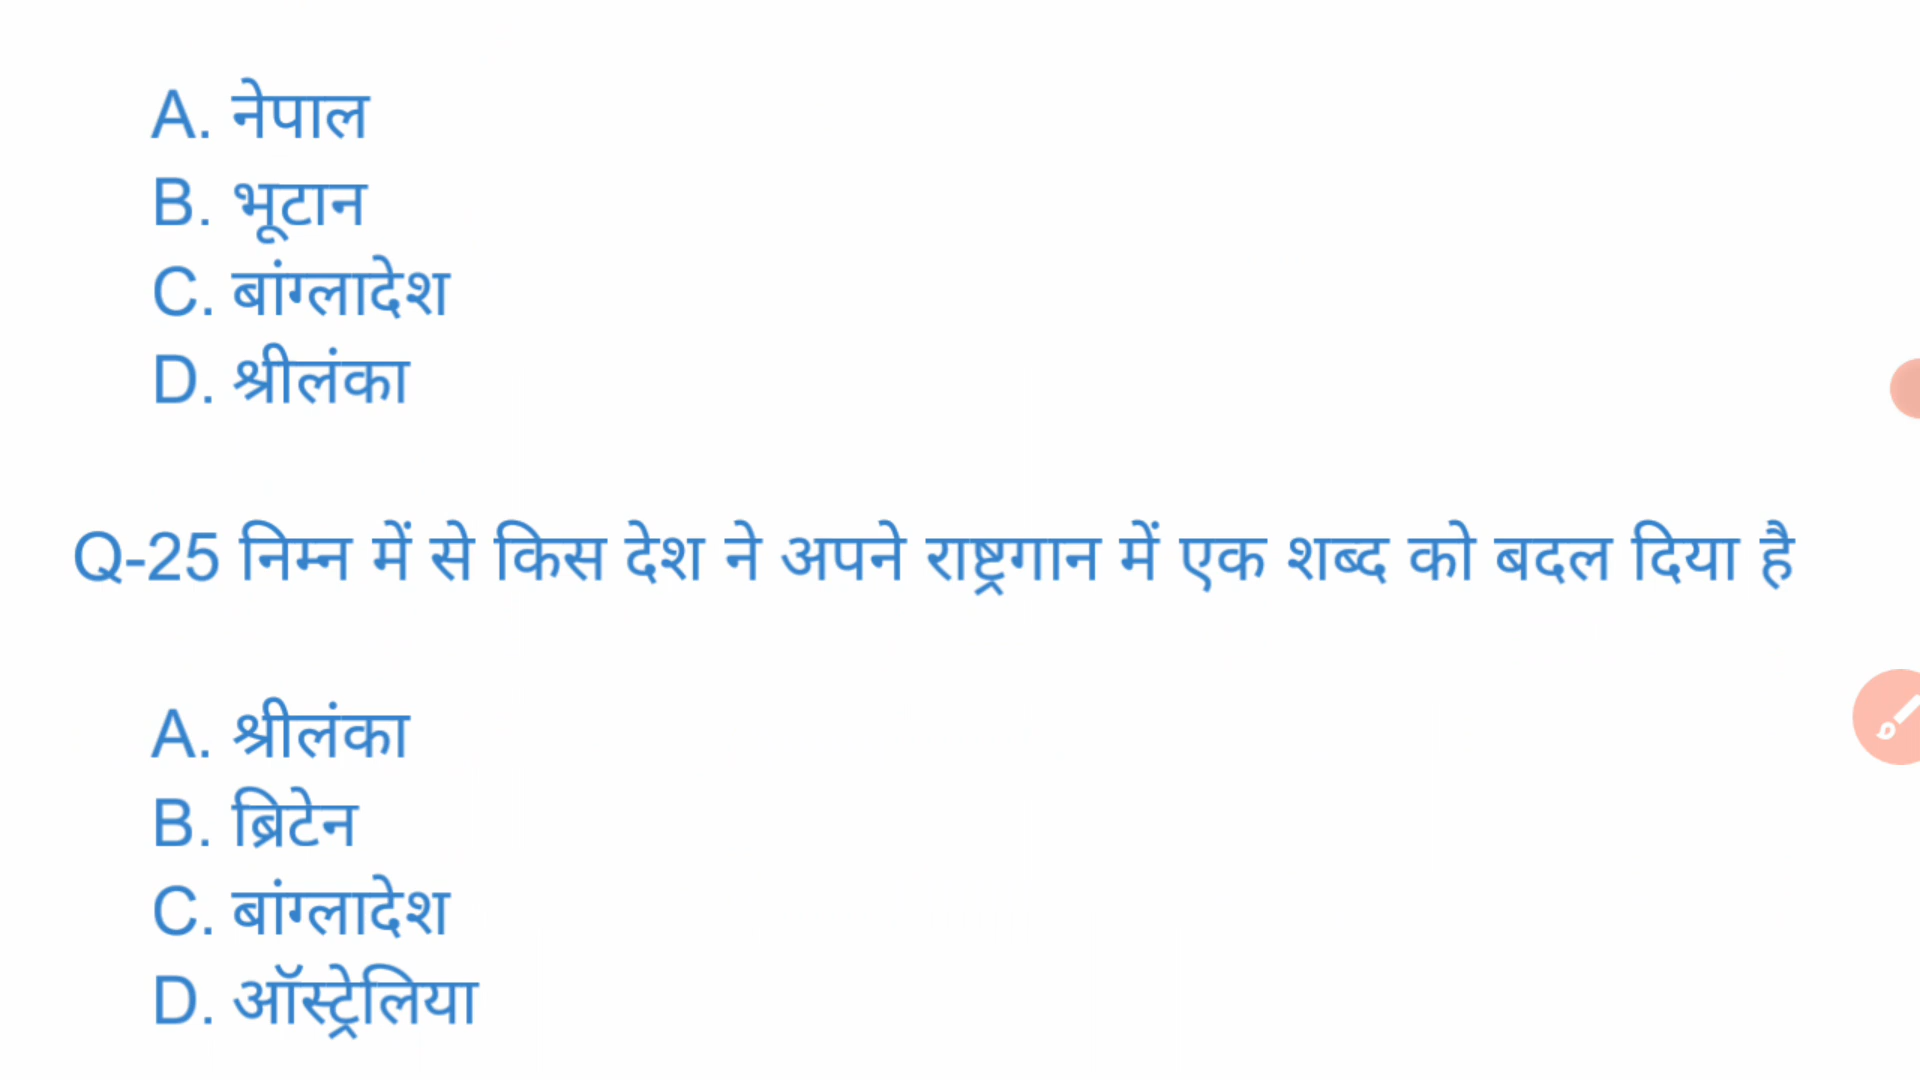 A. नेपाल
B. भूटान
C. बांग्लादेश
D. श्रीलंका
Q-25 निम्न में से किस देश ने अपने राष्ट्रगान में एक शब्द को बदल दिया है
A. श्रीलंका
B. ब्रिटेन
C. बांग्लादेश
D. ऑस्ट्रेलिया